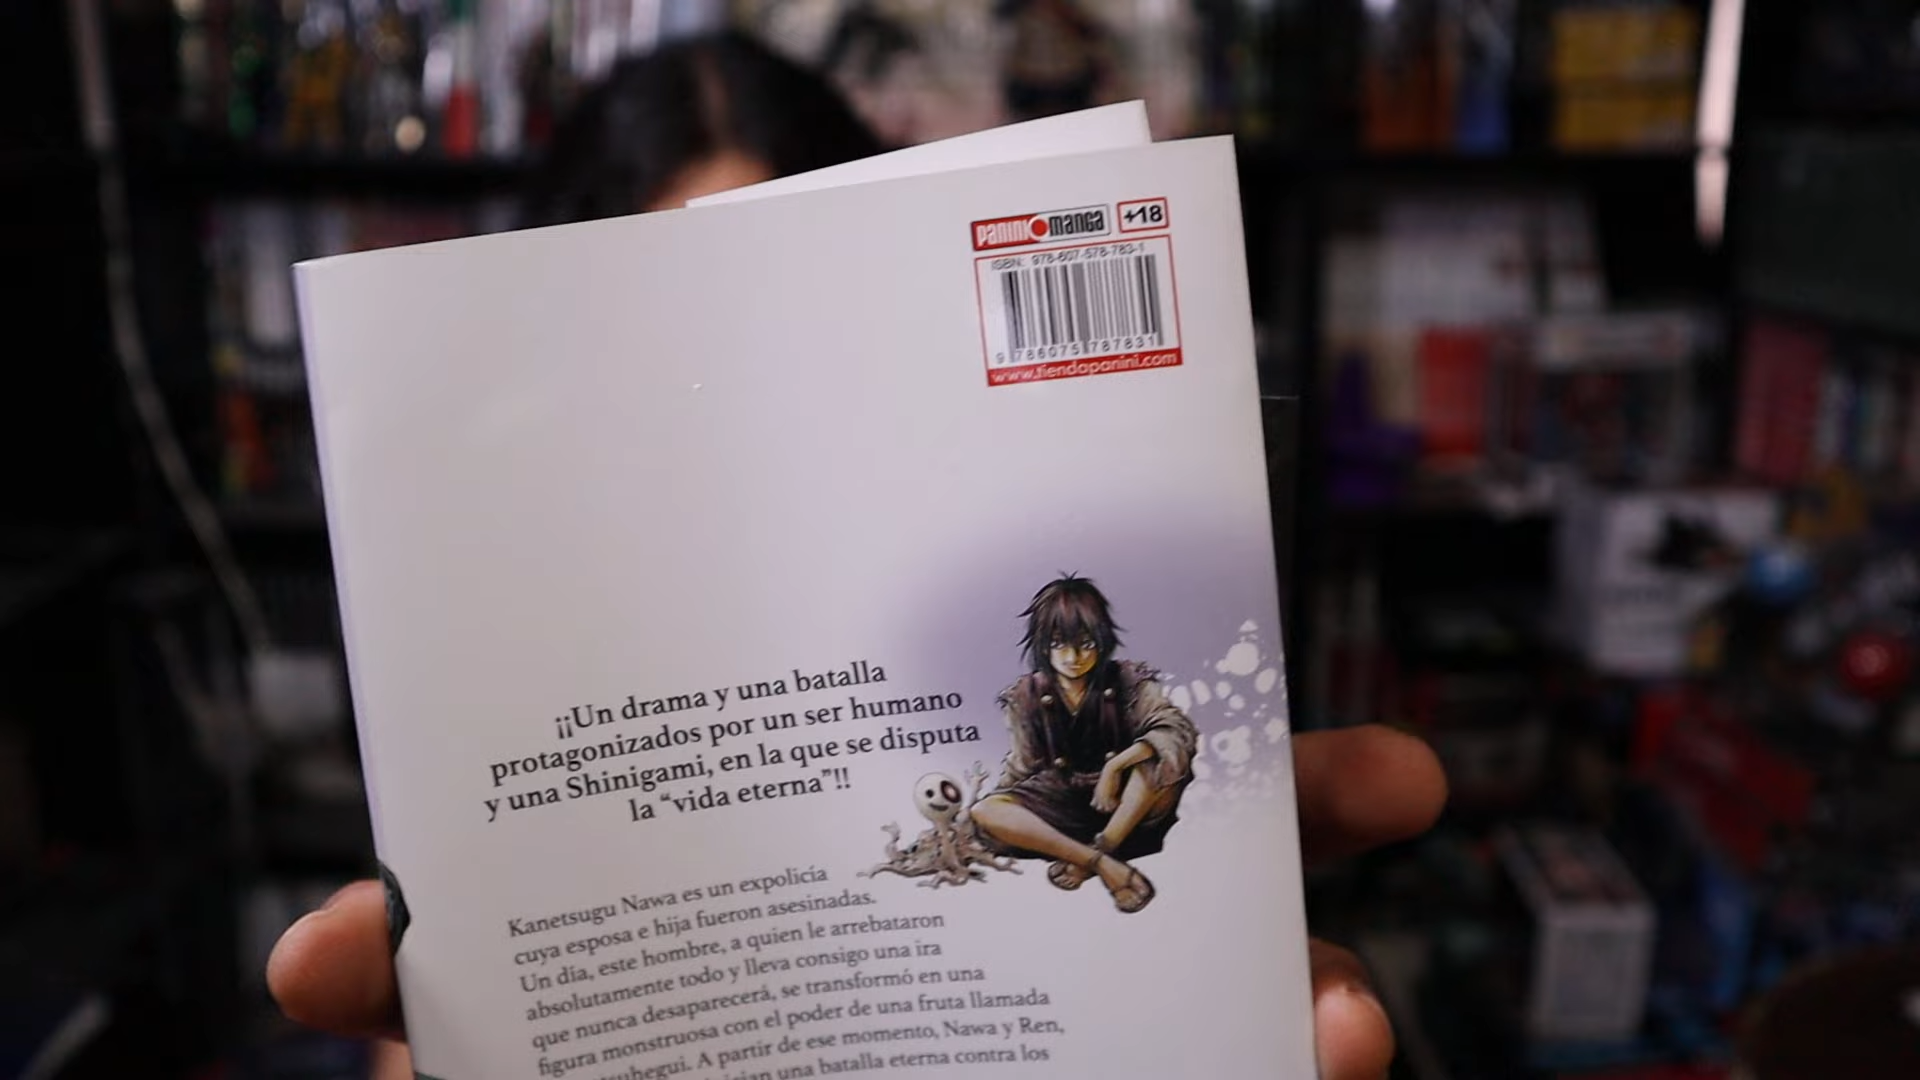 panini manga +18
ISBN: 978-607-578-783-1
9 786075 787831
www.tiendapanini.com
¡¡Un drama y una batalla
protagonizados por un ser humano
y una Shinigami, en la que se disputa
la “vida eterna”!!
Kanetsugu Nawa es un expolicía
cuya esposa e hija fueron asesinadas.
Un día, este hombre, a quien le arrebataron
absolutamente todo y lleva consigo una ira
que nunca desaparecerá, se transformó en una
figura monstruosa con el poder de una fruta llamada
A partir de ese momento, Nawa y Ren,
una batalla eterna contra los